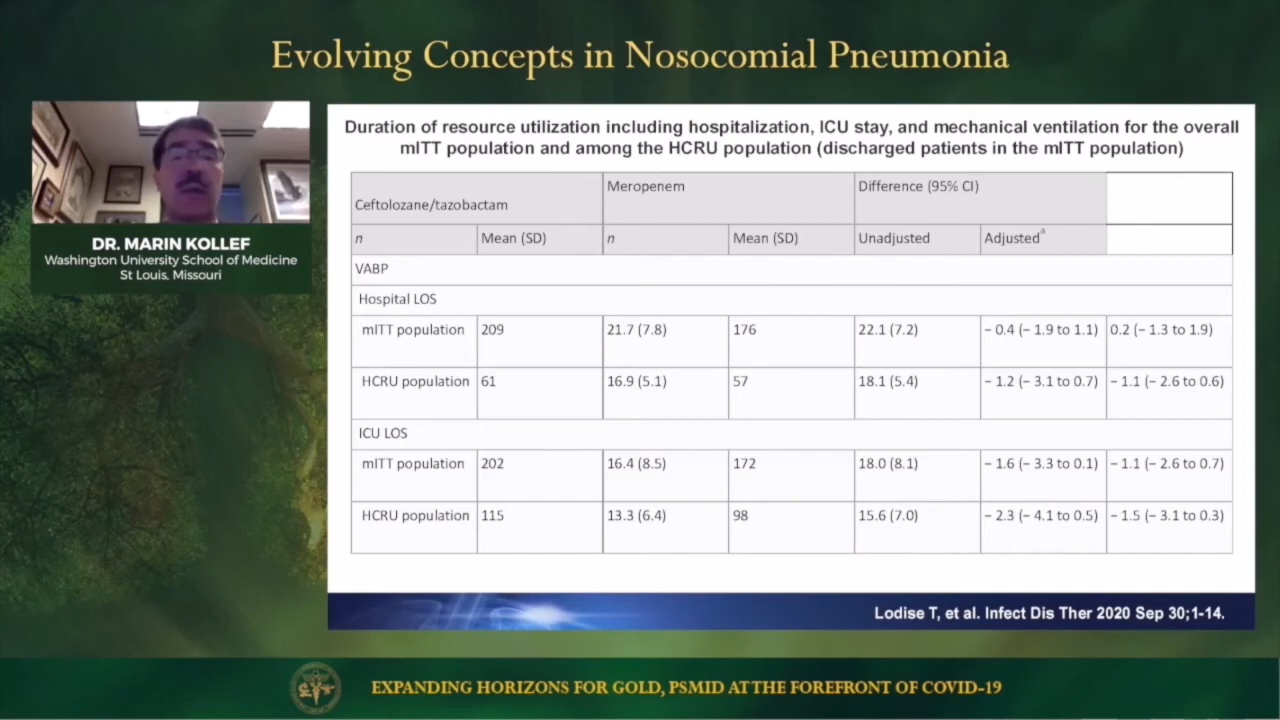 Evolving Concepts in Nosocomial Pneumonia
DR. MARIN KOLLEF
Washington University School of Medicine
St Louis, Missouri
Duration of resource utilization including hospitalization, ICU stay, and mechanical ventilation for the overall
mITT population and among the HCRU population (discharged patients in the mITT population)
Ceftolozane/tazobactam Meropenem Difference (95% CI)
n Mean (SD) n Mean (SD) Unadjusted Adjustedª
VABP
Hospital LOS
mITT population 209 21.7 (7.8) 176 22.1 (7.2) − 0.4 (− 1.9 to 1.1) 0.2 (− 1.3 to 1.9)
HCRU population 61 16.9 (5.1) 57 18.1 (5.4) − 1.2 (− 3.1 to 0.7) − 1.1 (− 2.6 to 0.6)
ICU LOS
mITT population 202 16.4 (8.5) 172 18.0 (8.1) − 1.6 (− 3.3 to 0.1) − 1.1 (− 2.6 to 0.7)
HCRU population 115 13.3 (6.4) 98 15.6 (7.0) − 2.3 (− 4.1 to 0.5) − 1.5 (− 3.1 to 0.3)
Lodise T, et al. Infect Dis Ther 2020 Sep 30;1-14.
EXPANDING HORIZONS FOR GOLD, PSMID AT THE FOREFRONT OF COVID-19